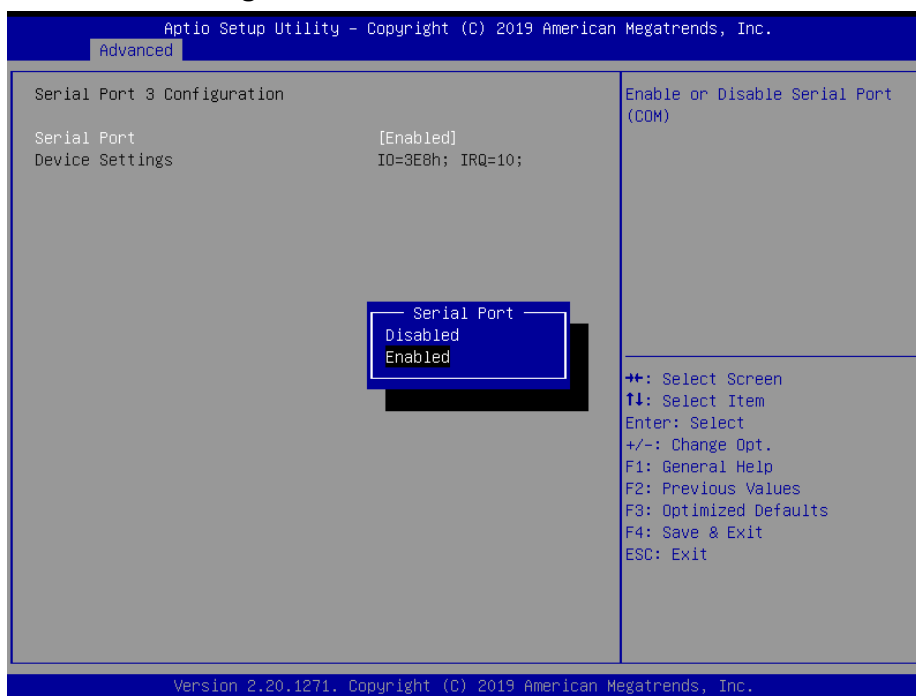 Aptio Setup Utility – Copyright (C) 2019 American Megatrends, Inc.
Advanced
Serial Port 3 Configuration
Serial Port [Enabled]
Device Settings IO=3E8h; IRQ=10;
Enable or Disable Serial Port
(COM)
Serial Port
Disabled
Enabled
→←: Select Screen
↑↓: Select Item
Enter: Select
+/-: Change Opt.
F1: General Help
F2: Previous Values
F3: Optimized Defaults
F4: Save & Exit
ESC: Exit
Version 2.20.1271. Copyright (C) 2019 American Megatrends, Inc.